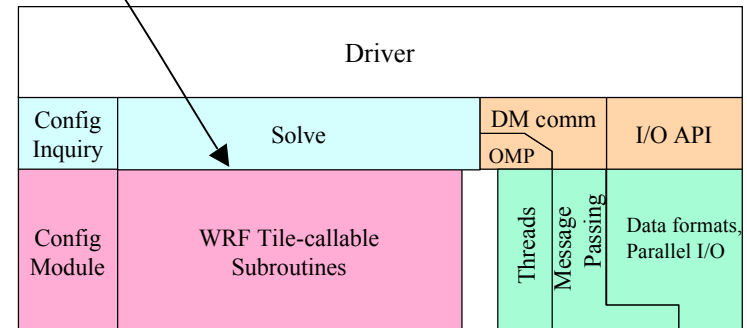 Driver
Config
Inquiry
Solve
DM comm
OMP
I/O API
Config
Module
WRF Tile-callable
Subroutines
Threads
Message
Passing
Data formats,
Parallel I/O